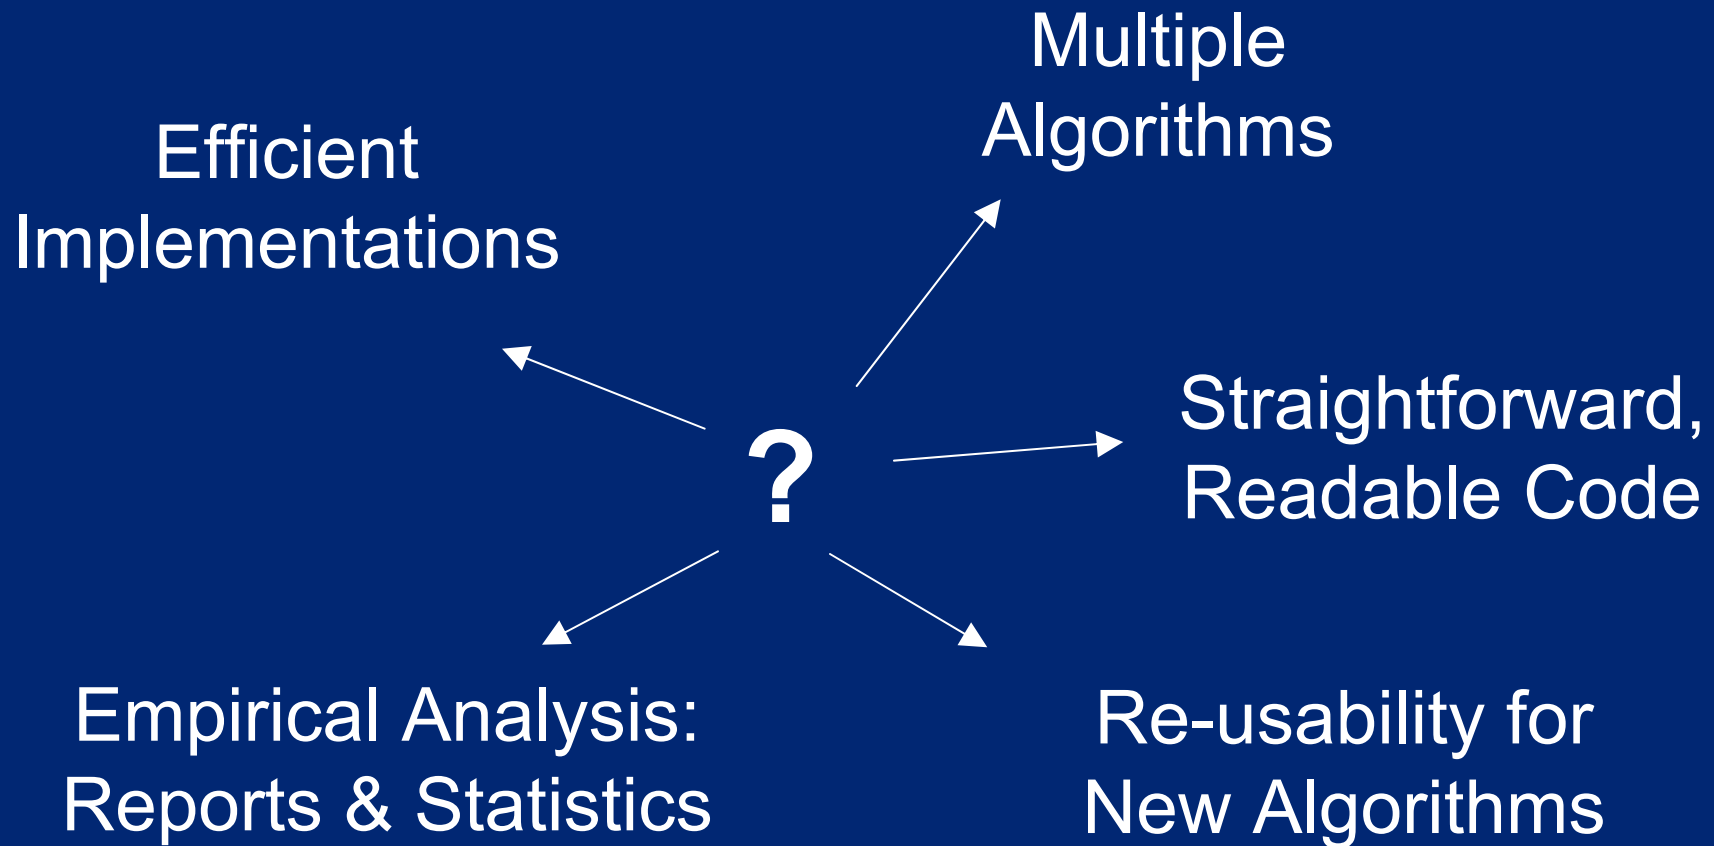 Multiple
Algorithms
Efficient
Implementations
Straightforward,
Readable Code
?
Empirical Analysis:
Reports & Statistics
Re-usability for
New Algorithms